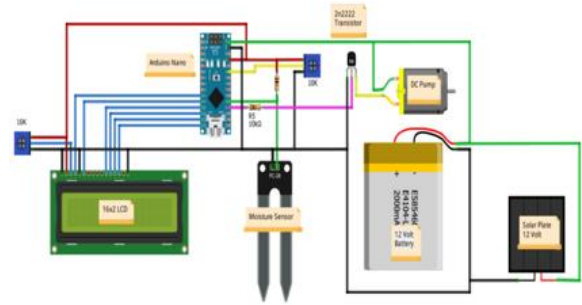 2n2222
Transistor
Arduino Nano
10K
DC Pump
R5
10kΩ
10K
16x2 LCD
Moisture Sensor
12 Volt
Battery
2000mA
Solar Plate
12 Volt